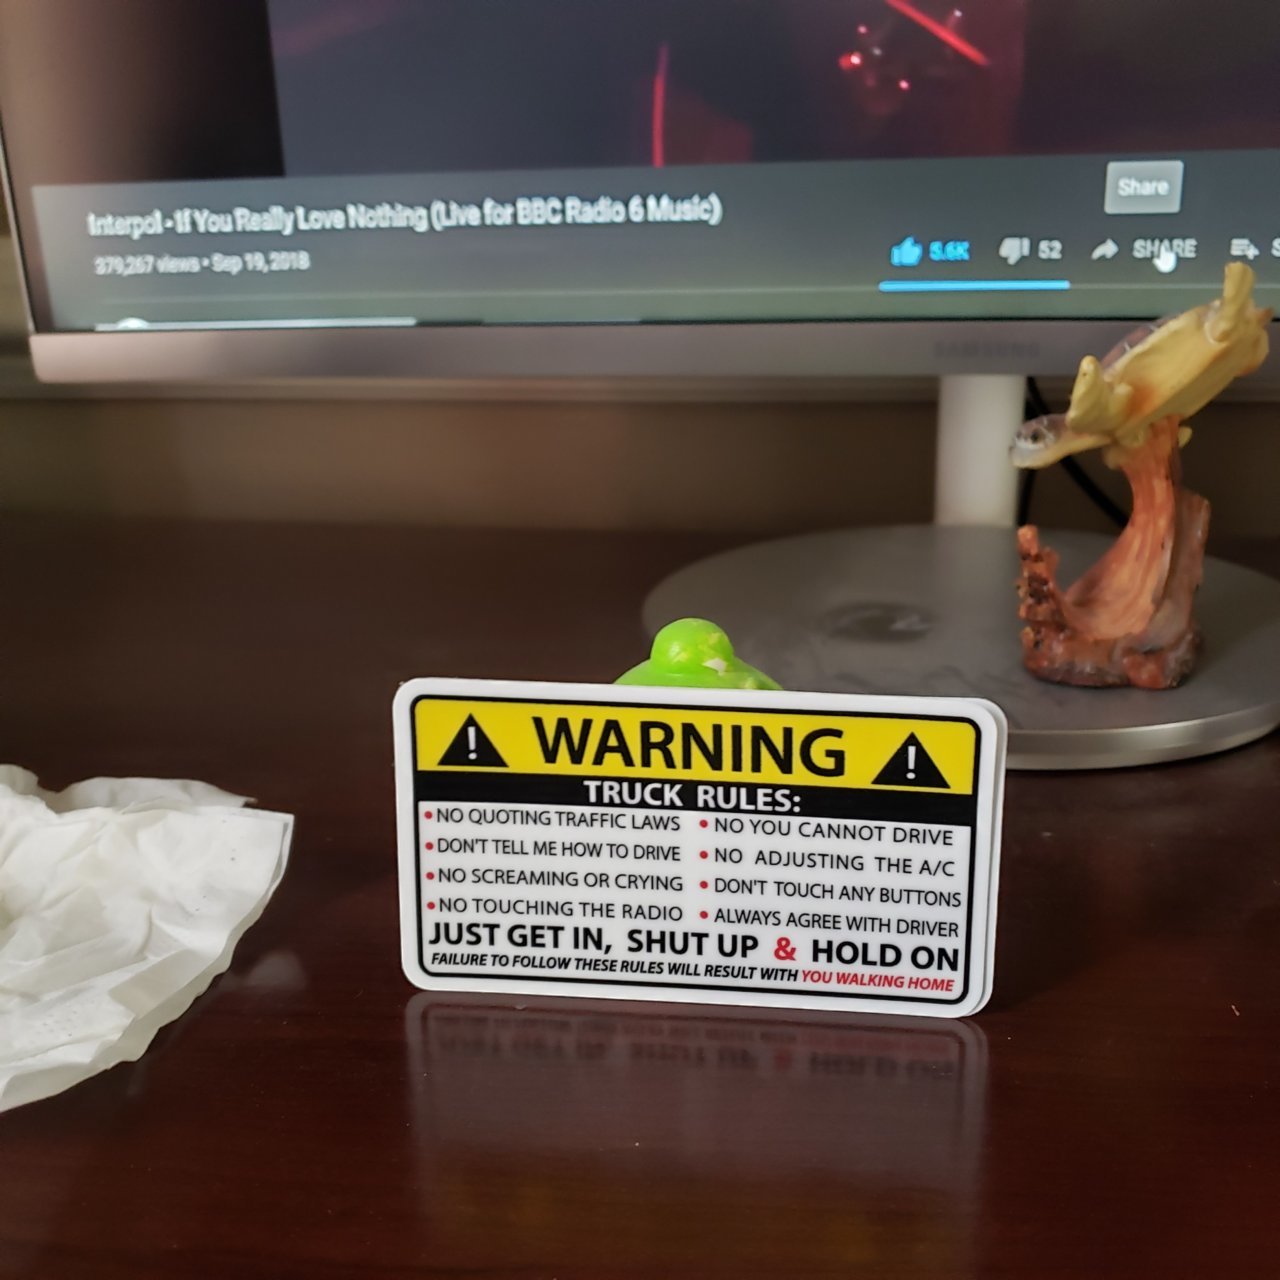 Share
Interpol - If You Really Love Nothing (Live for BBC Radio 6 Music)
379,267 views • Sep 19, 2018
5.6K 52 SHARE S
SAMSUNG
! WARNING !
TRUCK RULES:
• NO QUOTING TRAFFIC LAWS
• DON'T TELL ME HOW TO DRIVE
• NO SCREAMING OR CRYING
• NO TOUCHING THE RADIO
• NO YOU CANNOT DRIVE
• NO ADJUSTING THE A/C
• DON'T TOUCH ANY BUTTONS
• ALWAYS AGREE WITH DRIVER
JUST GET IN, SHUT UP & HOLD ON
FAILURE TO FOLLOW THESE RULES WILL RESULT WITH YOU WALKING HOME